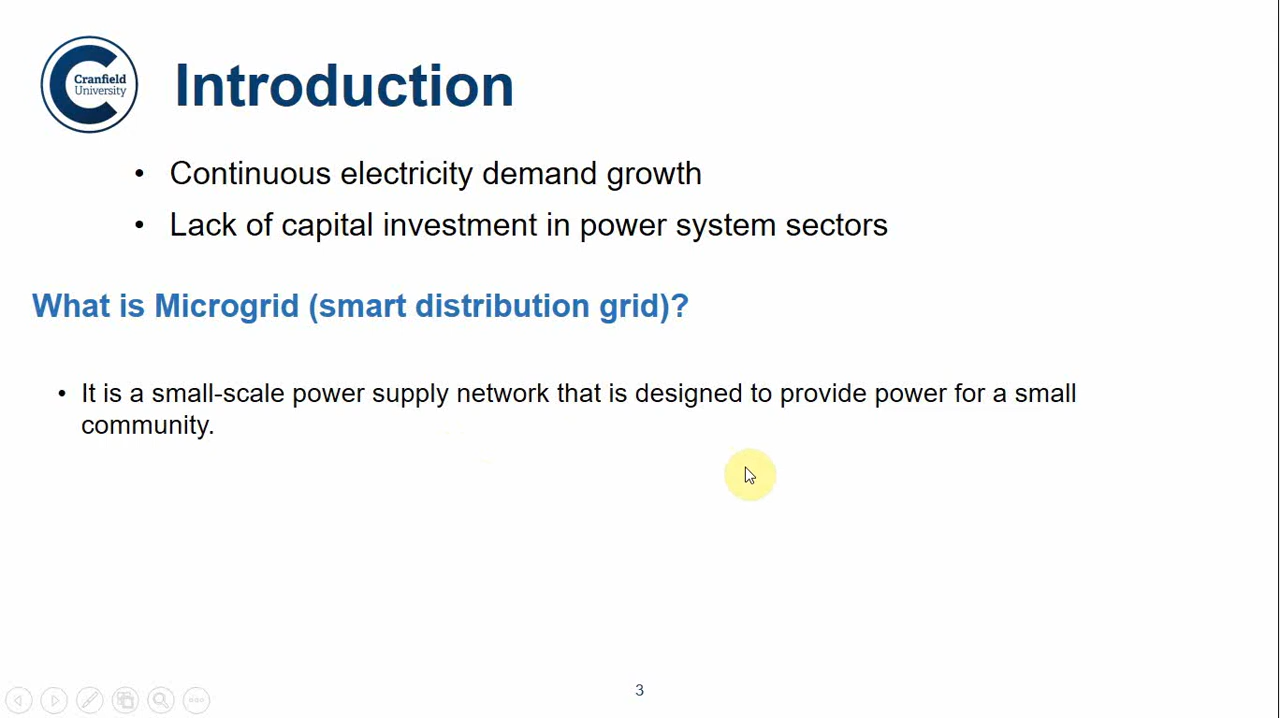 Cranfield
University
Introduction
• Continuous electricity demand growth
• Lack of capital investment in power system sectors
What is Microgrid (smart distribution grid)?
• It is a small-scale power supply network that is designed to provide power for a small
community.
3